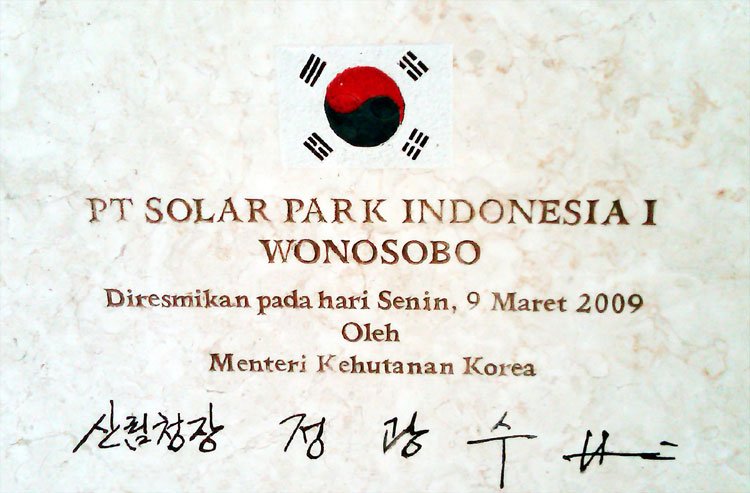 PT SOLAR PARK INDONESIA I
WONOSOBO
Diresmikan pada hari Senin, 9 Maret 2009
Oleh
Menteri Kehutanan Korea
산림청장 정 광 수